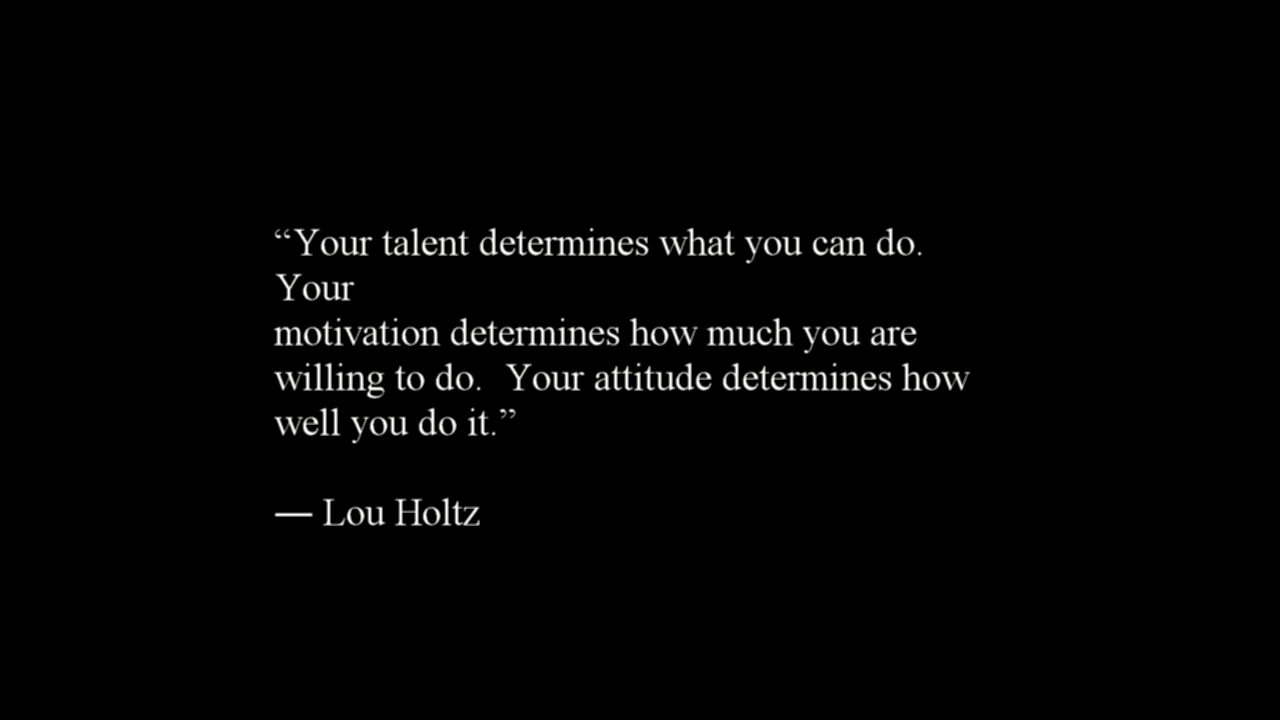 “Your talent determines what you can do.
Your
motivation determines how much you are
willing to do.  Your attitude determines how
well you do it.”
— Lou Holtz